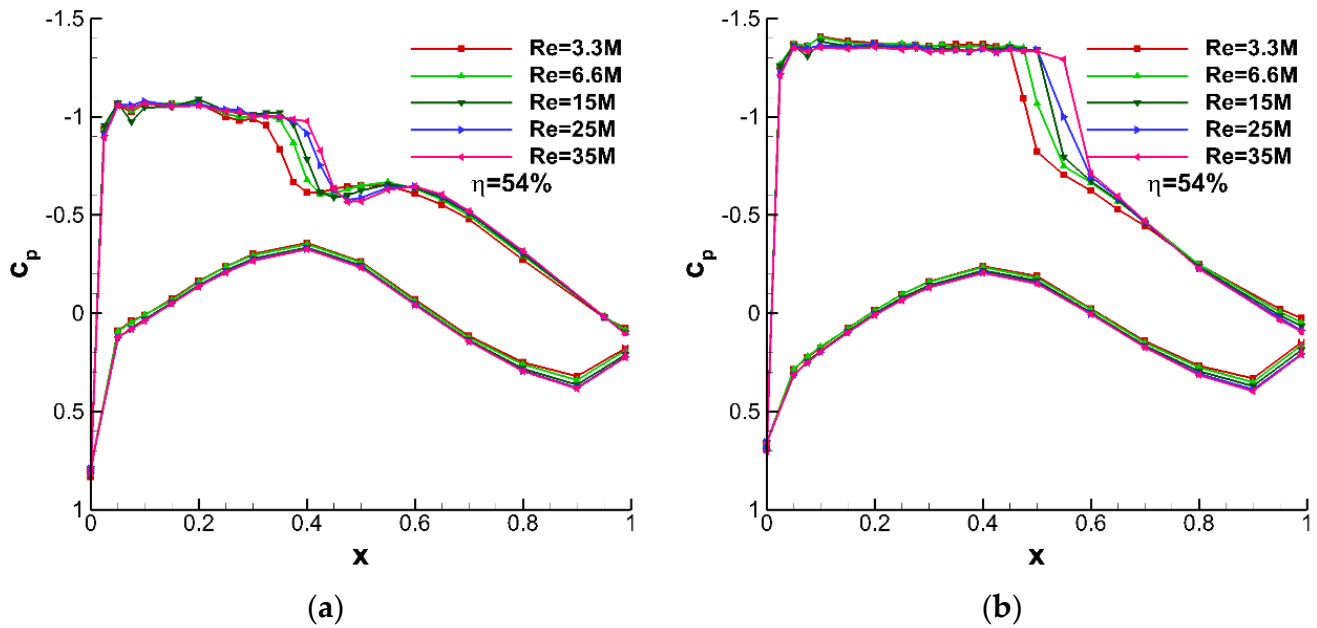 -1.5
-1
-0.5
0
0.5
1
c_p
0 0.2 0.4 0.6 0.8 1
x
Re=3.3M
Re=6.6M
Re=15M
Re=25M
Re=35M
η=54%
(a)
-1.5
-1
-0.5
0
0.5
1
c_p
0 0.2 0.4 0.6 0.8 1
x
Re=3.3M
Re=6.6M
Re=15M
Re=25M
Re=35M
η=54%
(b)